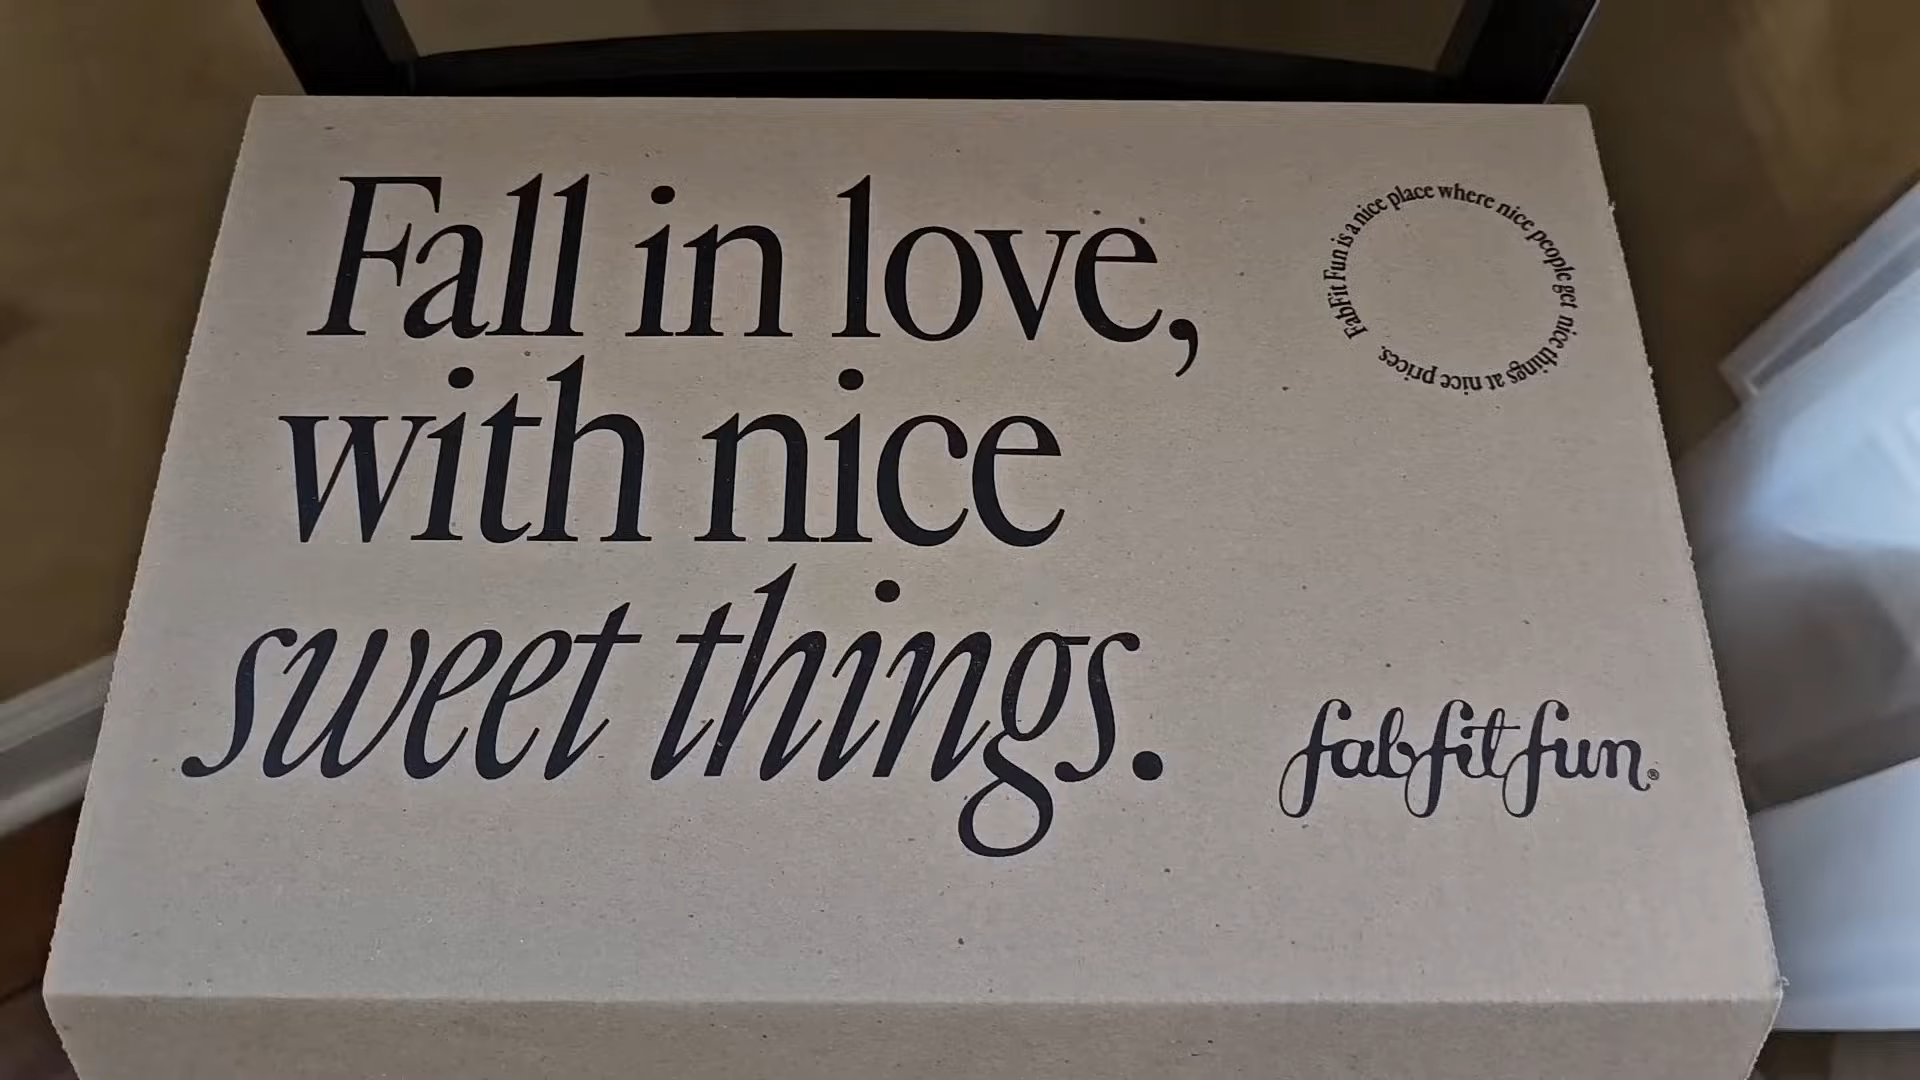 Fall in love,
with nice
sweet things.
FabFit Fun is a nice place where nice people get nice things at nice prices.
fabfitfun®